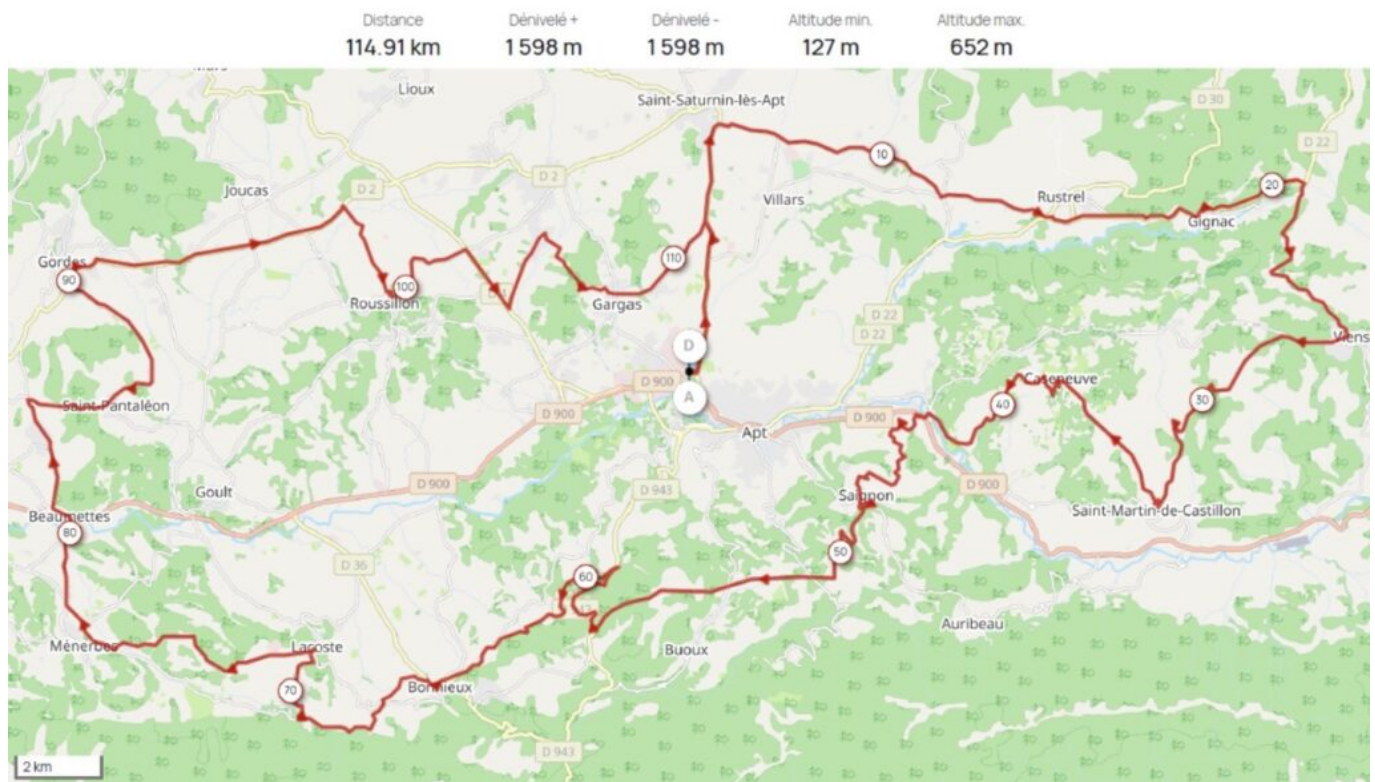 Distance
Dénivelé +
Dénivelé -
Altitude min.
Altitude max.
114.91 km
1 598 m
1 598 m
127 m
652 m
Lioux
Saint-Saturnin-lès-Apt
D 30
D 22
10
Joucas
D 2
D 2
Villars
Rustrel
20
Gignac
Gordes
90
110
100
Roussillon
Gargas
D 22
D 22
Viens
D
D 900
A
Caseneuve
30
40
Saint-Pantaléon
D 900
D 900
Apt
D 900
Goult
D 943
Saignon
D 900
Saint-Martin-de-Castillon
Beaumettes
80
50
D 36
60
Auribeau
Ménerbes
Lacoste
Buoux
70
Bonnieux
D 943
2 km